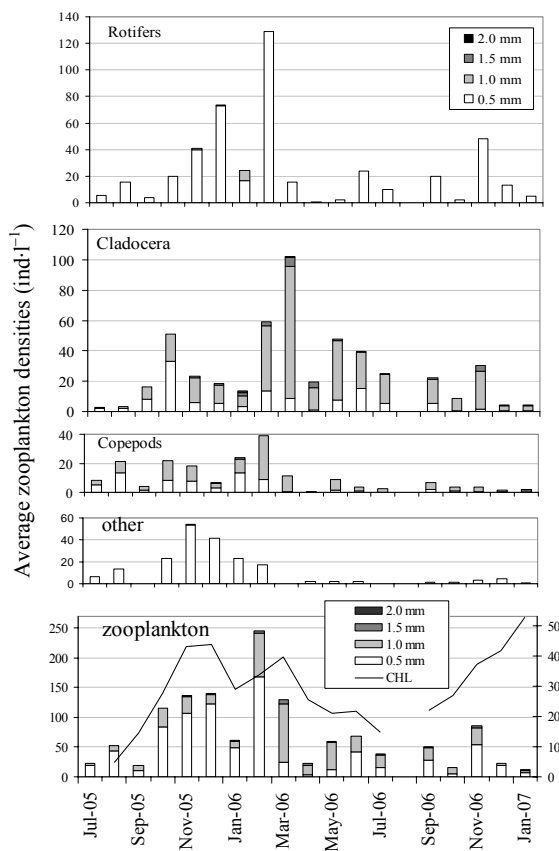 Average zooplankton densities (ind·l⁻¹)
Rotifers
140
120
100
80
60
40
20
0
2.0 mm
1.5 mm
1.0 mm
0.5 mm
Cladocera
120
100
80
60
40
20
0
Copepods
40
20
0
other
60
40
20
0
zooplankton
250
200
150
100
50
0
2.0 mm
1.5 mm
1.0 mm
0.5 mm
CHL
50
40
30
20
10
0
Jul-05
Sep-05
Nov-05
Jan-06
Mar-06
May-06
Jul-06
Sep-06
Nov-06
Jan-07